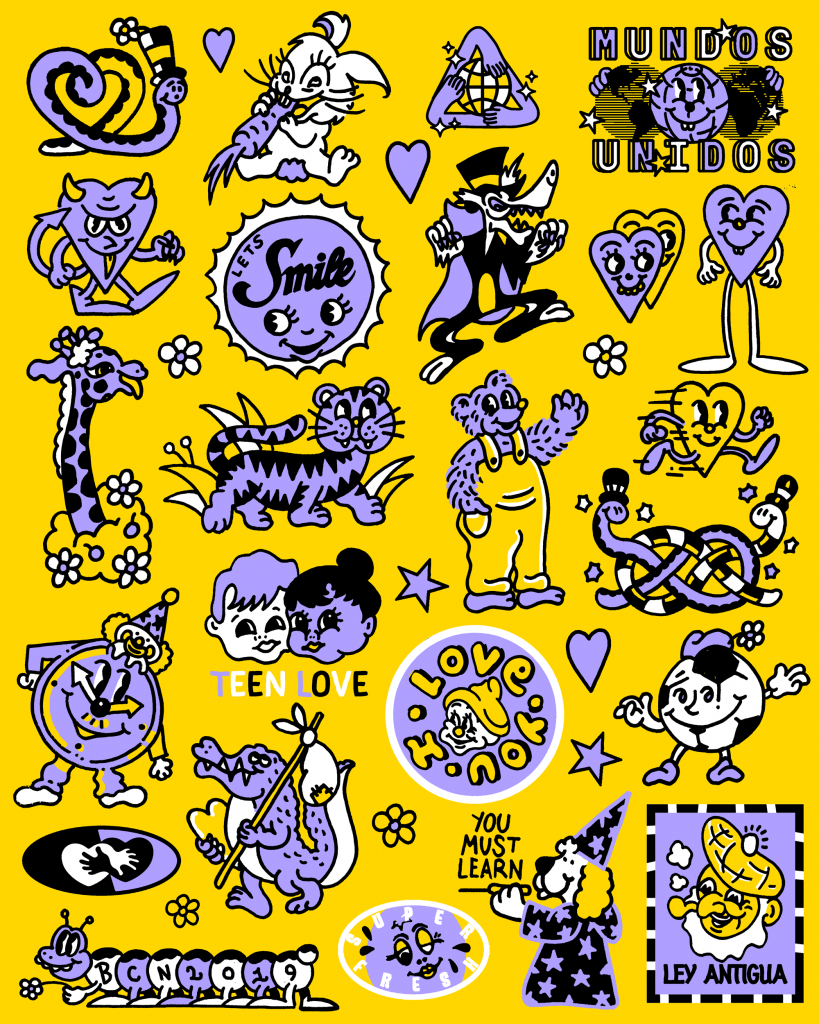 MUNDOS
UNIDOS
LETS
Smile
TEEN LOVE
I LOVE YOU
YOU
MUST
LEARN
LEY ANTIGUA
SUPER
FRESH
BCN2019